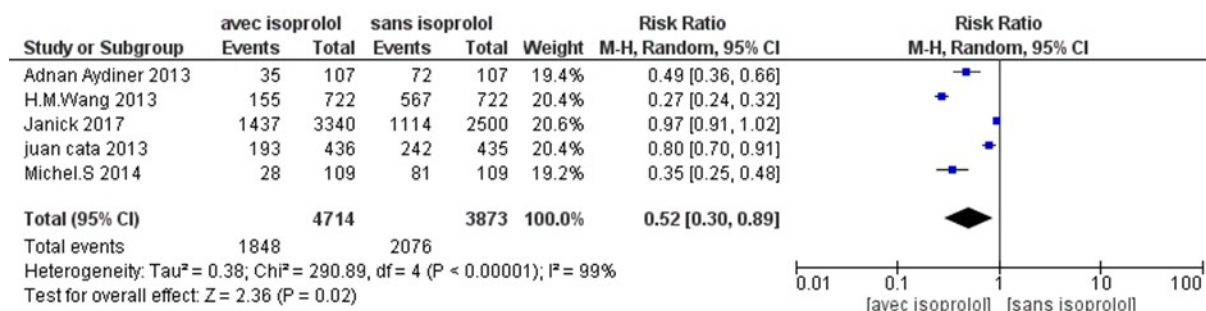 avec isoprolol sans isoprolol Risk Ratio Risk Ratio
Study or Subgroup Events Total Events Total Weight M-H, Random, 95% CI M-H, Random, 95% CI
Adnan Aydiner 2013 35 107 72 107 19.4% 0.49 [0.36, 0.66]
H.M.Wang 2013 155 722 567 722 20.4% 0.27 [0.24, 0.32]
Janick 2017 1437 3340 1114 2500 20.6% 0.97 [0.91, 1.02]
juan cata 2013 193 436 242 435 20.4% 0.80 [0.70, 0.91]
Michel.S 2014 28 109 81 109 19.2% 0.35 [0.25, 0.48]
Total (95% CI) 4714 3873 100.0% 0.52 [0.30, 0.89]
Total events 1848 2076
Heterogeneity: Tau² = 0.38; Chi² = 290.89, df = 4 (P < 0.00001); I² = 99%
Test for overall effect: Z = 2.36 (P = 0.02)
0.01 0.1 1 10 100
[avec isoprolol] [sans isoprolol]